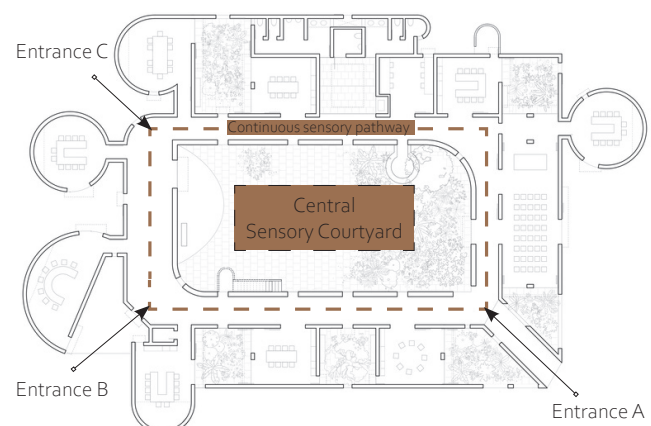 Entrance C
Continuous sensory pathway
Central
Sensory Courtyard
Entrance B
Entrance A